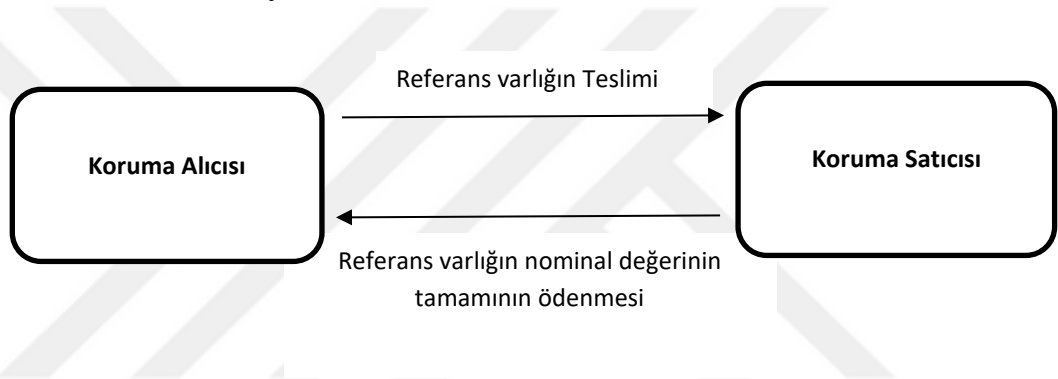 Referans varlığın Teslimi
Koruma Alıcısı
Koruma Satıcısı
Referans varlığın nominal değerinin
tamamının ödenmesi